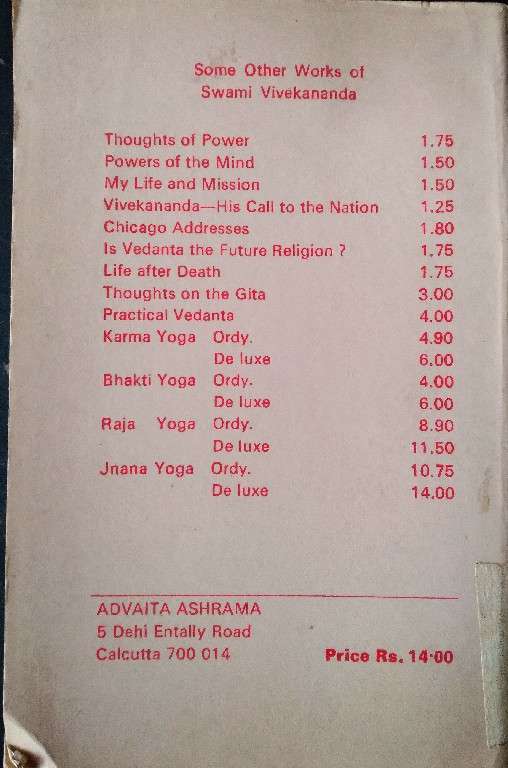 Some Other Works of
Swami Vivekananda
Thoughts of Power 1.75
Powers of the Mind 1.50
My Life and Mission 1.50
Vivekananda—His Call to the Nation 1.25
Chicago Addresses 1.80
Is Vedanta the Future Religion ? 1.75
Life after Death 1.75
Thoughts on the Gita 3.00
Practical Vedanta 4.00
Karma Yoga Ordy. 4.90
De luxe 6.00
Bhakti Yoga Ordy. 4.00
De luxe 6.00
Raja Yoga Ordy. 8.90
De luxe 11.50
Jnana Yoga Ordy. 10.75
De luxe 14.00
ADVAITA ASHRAMA
5 Dehi Entally Road
Calcutta 700 014 Price Rs. 14·00